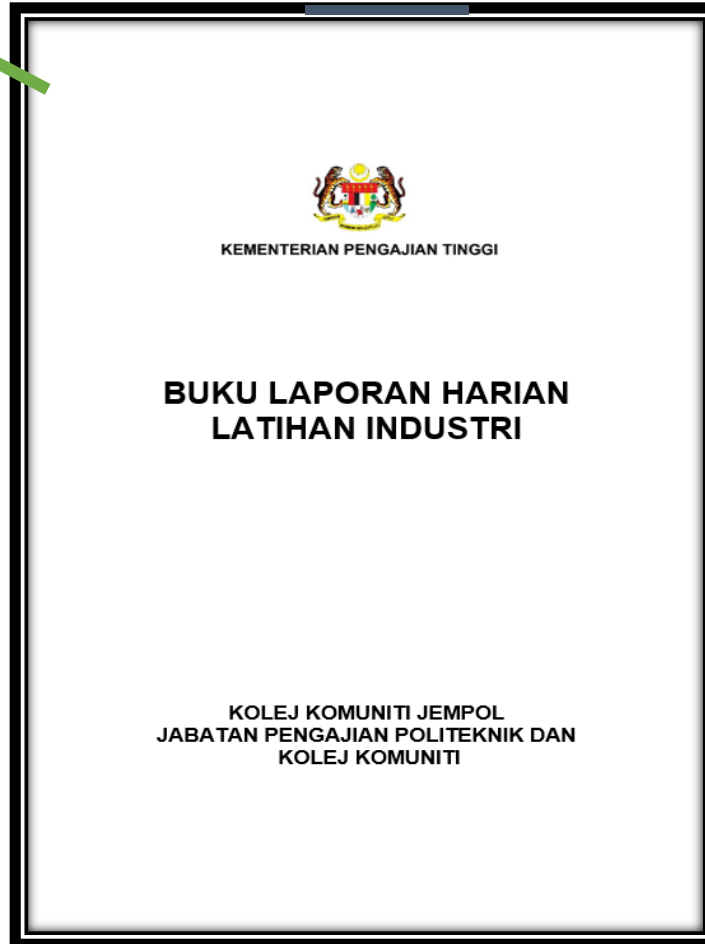 KEMENTERIAN PENGAJIAN TINGGI
BUKU LAPORAN HARIAN
LATIHAN INDUSTRI
KOLEJ KOMUNITI JEMPOL
JABATAN PENGAJIAN POLITEKNIK DAN
KOLEJ KOMUNITI